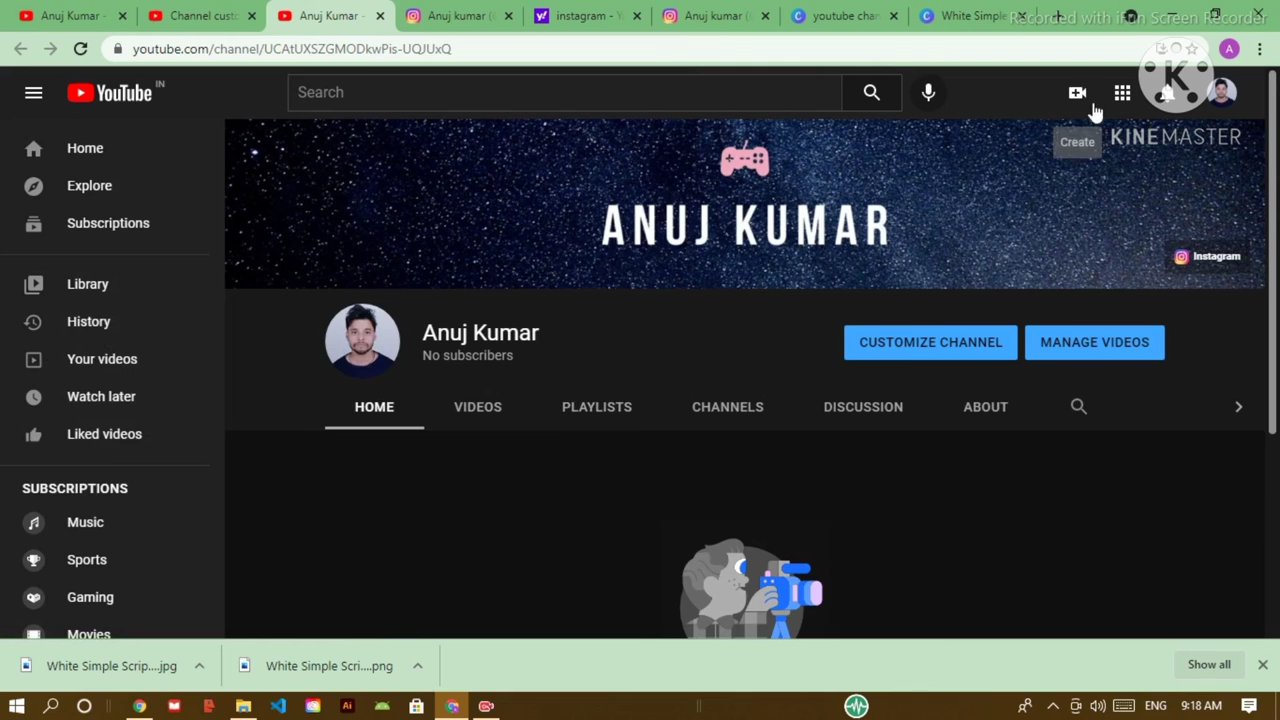 Anuj Kumar -
Channel cust
Anuj Kumar -
Anuj kumar (
instagram - Y
Anuj kumar (
youtube char
White Simple
Recorded with iFun Screen Recorder
youtube.com/channel/UCAtUXSZGMODkwPis-UQJUxQ
A
YouTube IN
Search
K
KINEMASTER
Create
Home
Explore
Subscriptions
Library
History
Your videos
Watch later
Liked videos
SUBSCRIPTIONS
Music
Sports
Gaming
Movies
ANUJ KUMAR
Instagram
Anuj Kumar
No subscribers
CUSTOMIZE CHANNEL
MANAGE VIDEOS
HOME VIDEOS PLAYLISTS CHANNELS DISCUSSION ABOUT
White Simple Scrip....jpg
White Simple Scri....png
Show all
Ai
ENG
9:18 AM